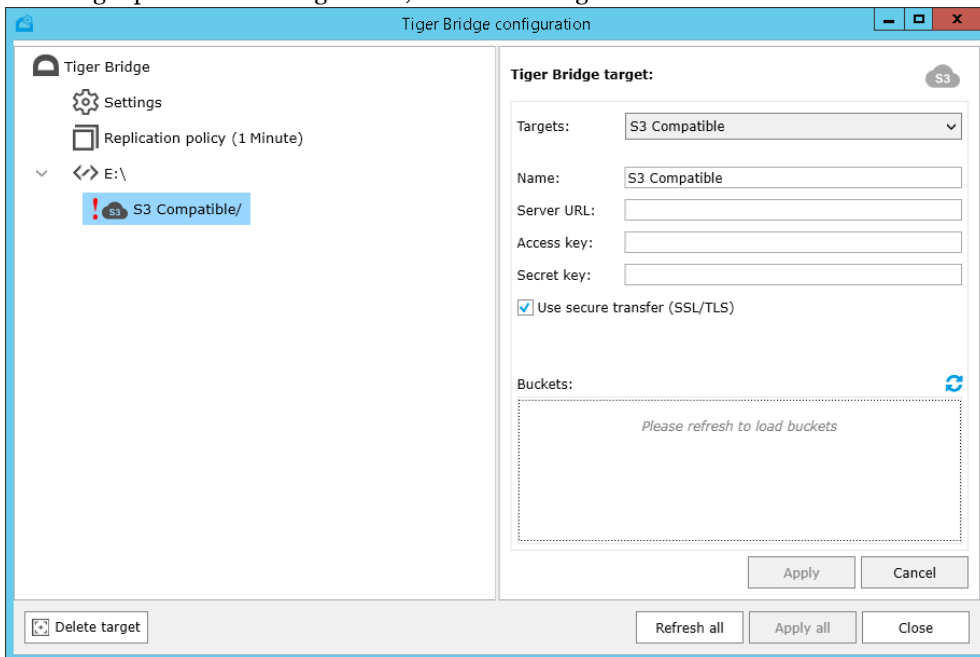 Tiger Bridge configuration
Tiger Bridge
Settings
Replication policy (1 Minute)
E:\
S3 S3 Compatible/
Delete target
Tiger Bridge target:
S3
Targets: S3 Compatible
Name: S3 Compatible
Server URL:
Access key:
Secret key:
Use secure transfer (SSL/TLS)
Buckets:
Please refresh to load buckets
Apply Cancel
Refresh all Apply all Close